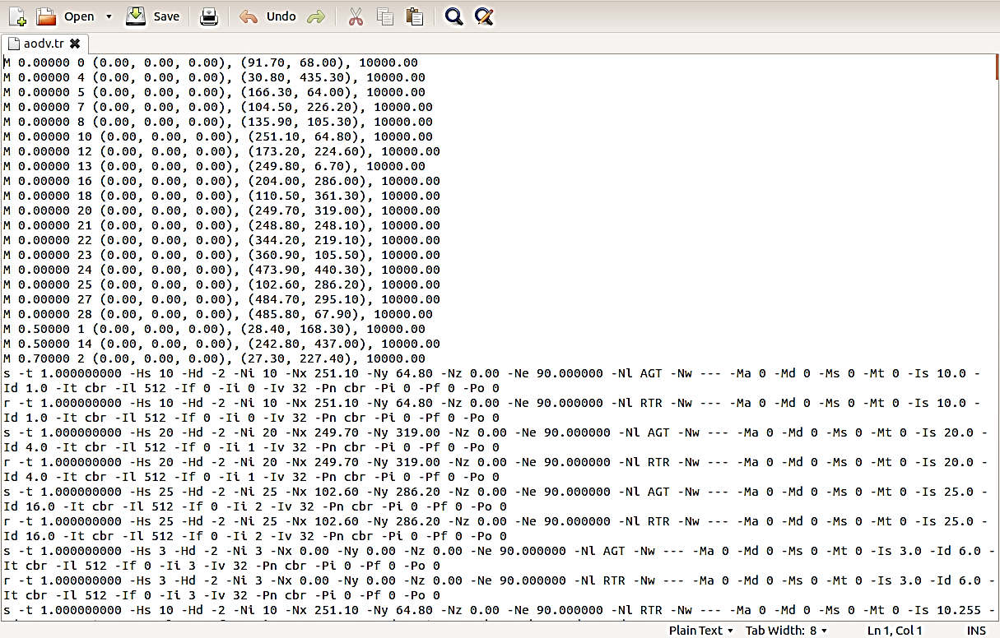 Open Save Undo
aodv.tr
M 0.00000 0 (0.00, 0.00, 0.00), (91.70, 68.00), 10000.00
M 0.00000 4 (0.00, 0.00, 0.00), (30.80, 435.30), 10000.00
M 0.00000 5 (0.00, 0.00, 0.00), (166.30, 64.00), 10000.00
M 0.00000 7 (0.00, 0.00, 0.00), (104.50, 226.20), 10000.00
M 0.00000 8 (0.00, 0.00, 0.00), (135.90, 105.30), 10000.00
M 0.00000 10 (0.00, 0.00, 0.00), (251.10, 64.80), 10000.00
M 0.00000 12 (0.00, 0.00, 0.00), (173.20, 224.60), 10000.00
M 0.00000 13 (0.00, 0.00, 0.00), (249.80, 6.70), 10000.00
M 0.00000 16 (0.00, 0.00, 0.00), (204.00, 286.00), 10000.00
M 0.00000 18 (0.00, 0.00, 0.00), (110.50, 361.30), 10000.00
M 0.00000 20 (0.00, 0.00, 0.00), (249.70, 319.00), 10000.00
M 0.00000 21 (0.00, 0.00, 0.00), (248.80, 248.10), 10000.00
M 0.00000 22 (0.00, 0.00, 0.00), (344.20, 219.10), 10000.00
M 0.00000 23 (0.00, 0.00, 0.00), (360.90, 105.50), 10000.00
M 0.00000 24 (0.00, 0.00, 0.00), (473.90, 440.30), 10000.00
M 0.00000 25 (0.00, 0.00, 0.00), (102.60, 286.20), 10000.00
M 0.00000 27 (0.00, 0.00, 0.00), (484.70, 295.10), 10000.00
M 0.00000 28 (0.00, 0.00, 0.00), (485.80, 67.90), 10000.00
M 0.50000 1 (0.00, 0.00, 0.00), (28.40, 168.30), 10000.00
M 0.50000 14 (0.00, 0.00, 0.00), (242.80, 437.00), 10000.00
M 0.70000 2 (0.00, 0.00, 0.00), (27.30, 227.40), 10000.00
s -t 1.000000000 -Hs 10 -Hd -2 -Ni 10 -Nx 251.10 -Ny 64.80 -Nz 0.00 -Ne 90.000000 -Nl AGT -Nw --- -Ma 0 -Md 0 -Ms 0 -Mt 0 -Is 10.0 -
Id 1.0 -It cbr -Il 512 -If 0 -Ii 0 -Iv 32 -Pn cbr -Pi 0 -Pf 0 -Po 0
r -t 1.000000000 -Hs 10 -Hd -2 -Ni 10 -Nx 251.10 -Ny 64.80 -Nz 0.00 -Ne 90.000000 -Nl RTR -Nw --- -Ma 0 -Md 0 -Ms 0 -Mt 0 -Is 10.0 -
Id 1.0 -It cbr -Il 512 -If 0 -Ii 0 -Iv 32 -Pn cbr -Pi 0 -Pf 0 -Po 0
s -t 1.000000000 -Hs 20 -Hd -2 -Ni 20 -Nx 249.70 -Ny 319.00 -Nz 0.00 -Ne 90.000000 -Nl AGT -Nw --- -Ma 0 -Md 0 -Ms 0 -Mt 0 -Is 20.0 -
Id 4.0 -It cbr -Il 512 -If 0 -Ii 1 -Iv 32 -Pn cbr -Pi 0 -Pf 0 -Po 0
r -t 1.000000000 -Hs 20 -Hd -2 -Ni 20 -Nx 249.70 -Ny 319.00 -Nz 0.00 -Ne 90.000000 -Nl RTR -Nw --- -Ma 0 -Md 0 -Ms 0 -Mt 0 -Is 20.0 -
Id 4.0 -It cbr -Il 512 -If 0 -Ii 1 -Iv 32 -Pn cbr -Pi 0 -Pf 0 -Po 0
s -t 1.000000000 -Hs 25 -Hd -2 -Ni 25 -Nx 102.60 -Ny 286.20 -Nz 0.00 -Ne 90.000000 -Nl AGT -Nw --- -Ma 0 -Md 0 -Ms 0 -Mt 0 -Is 25.0 -
Id 16.0 -It cbr -Il 512 -If 0 -Ii 2 -Iv 32 -Pn cbr -Pi 0 -Pf 0 -Po 0
r -t 1.000000000 -Hs 25 -Hd -2 -Ni 25 -Nx 102.60 -Ny 286.20 -Nz 0.00 -Ne 90.000000 -Nl RTR -Nw --- -Ma 0 -Md 0 -Ms 0 -Mt 0 -Is 25.0 -
Id 16.0 -It cbr -Il 512 -If 0 -Ii 2 -Iv 32 -Pn cbr -Pi 0 -Pf 0 -Po 0
s -t 1.000000000 -Hs 3 -Hd -2 -Ni 3 -Nx 0.00 -Ny 0.00 -Nz 0.00 -Ne 90.000000 -Nl AGT -Nw --- -Ma 0 -Md 0 -Ms 0 -Mt 0 -Is 3.0 -Id 6.0 -
It cbr -Il 512 -If 0 -Ii 3 -Iv 32 -Pn cbr -Pi 0 -Pf 0 -Po 0
r -t 1.000000000 -Hs 3 -Hd -2 -Ni 3 -Nx 0.00 -Ny 0.00 -Nz 0.00 -Ne 90.000000 -Nl RTR -Nw --- -Ma 0 -Md 0 -Ms 0 -Mt 0 -Is 3.0 -Id 6.0 -
It cbr -Il 512 -If 0 -Ii 3 -Iv 32 -Pn cbr -Pi 0 -Pf 0 -Po 0
s -t 1.000000000 -Hs 10 -Hd -2 -Ni 10 -Nx 251.10 -Ny 64.80 -Nz 0.00 -Ne 90.000000 -Nl RTR -Nw --- -Ma 0 -Md 0 -Ms 0 -Mt 0 -Is 10.255 -
Plain Text Tab Width: 8 Ln 1, Col 1 INS